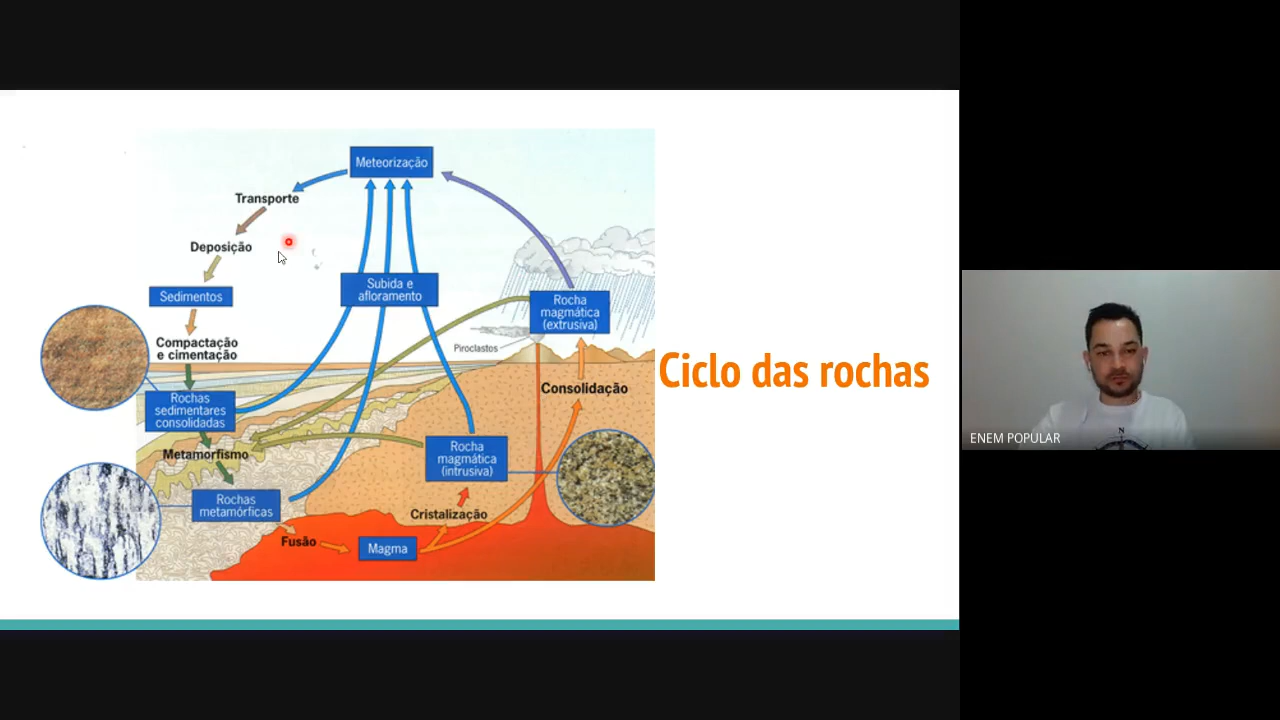 Meteorização
Transporte
Deposição
Sedimentos
Compactação
e cimentação
Rochas
sedimentares
consolidadas
Metamorfismo
Rochas
metamórficas
Fusão
Magma
Cristalização
Rocha
magmática
(intrusiva)
Consolidação
Piroclastos
Rocha
magmática
(extrusiva)
Subida e
afloramento
Ciclo das rochas
ENEM POPULAR
N